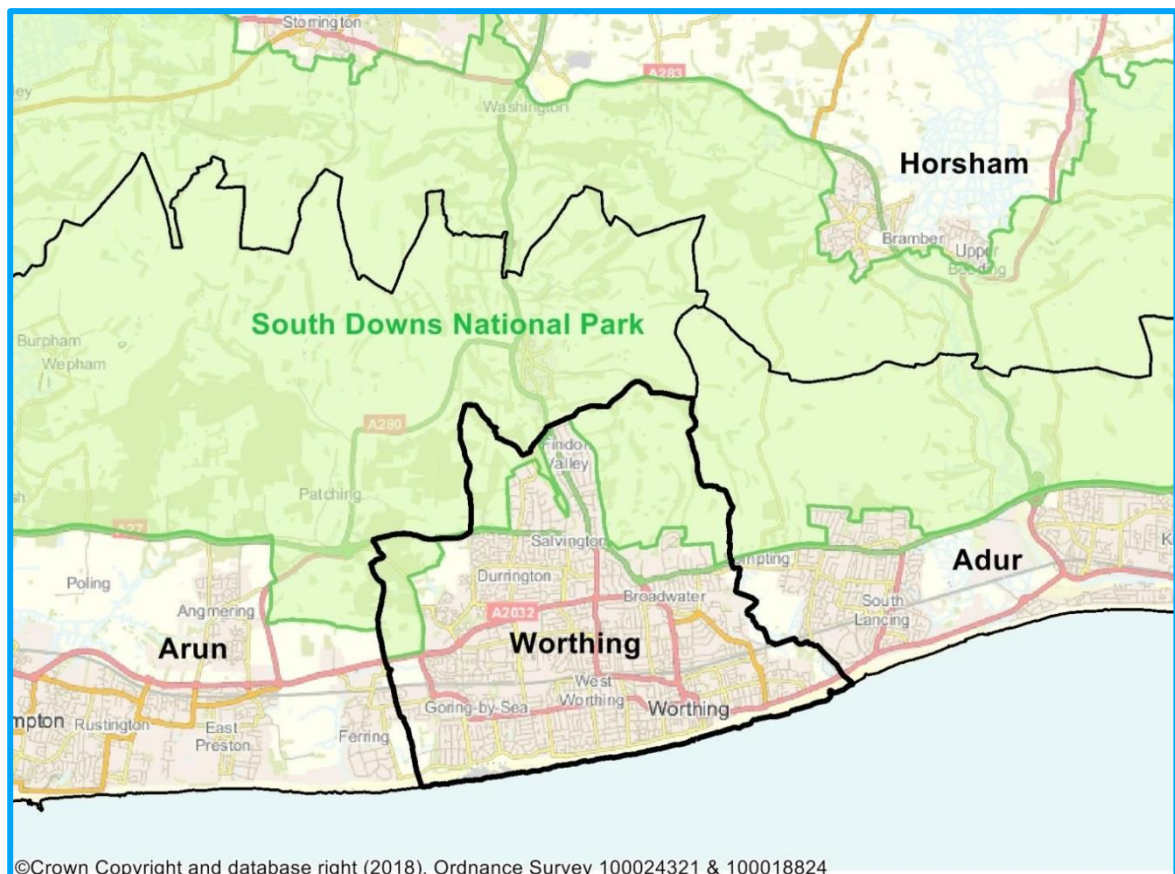 Storrington
A283
Washington
Horsham
Bramber
Upper
Beeding
South Downs National Park
Burpham
Wepham
A280
Findon
Valley
Patching
A27
Salvington
Poling
Durrington
Adur
Angmering
Broadwater
South
Lancing
A2032
Arun
Worthing
West
Worthing
Goring-by-Sea
Worthing
mpton
Rustington
East
Preston
Ferring
©Crown Copyright and database right (2018). Ordnance Survey 100024321 & 100018824